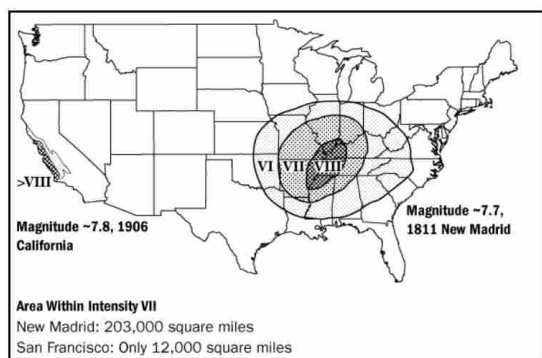 VI VII VIII
>VIII
Magnitude ~7.8, 1906
California
Magnitude ~7.7,
1811 New Madrid
Area Within Intensity VII
New Madrid: 203,000 square miles
San Francisco: Only 12,000 square miles